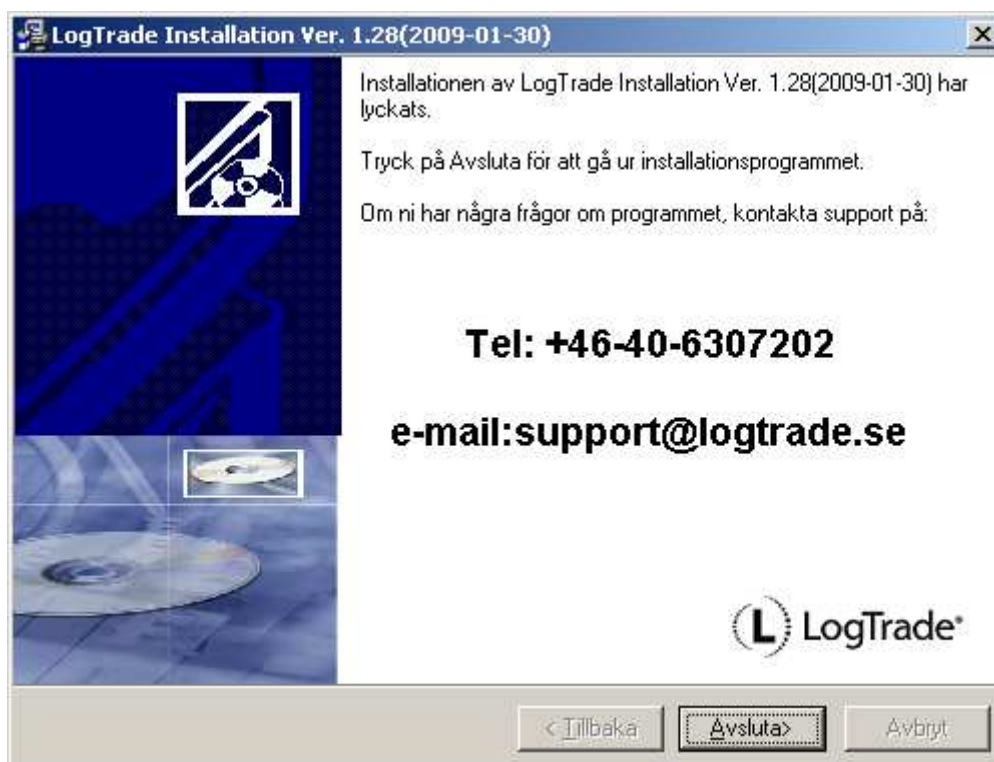 LogTrade Installation Ver. 1.28(2009-01-30)
Installationen av LogTrade Installation Ver. 1.28(2009-01-30) har
lyckats.
Tryck på Avsluta för att gå ur installationsprogrammet.
Om ni har några frågor om programmet, kontakta support på:
Tel: +46-40-6307202
e-mail:support@logtrade.se
(L) LogTrade®
< Tillbaka
Avsluta>
Avbryt